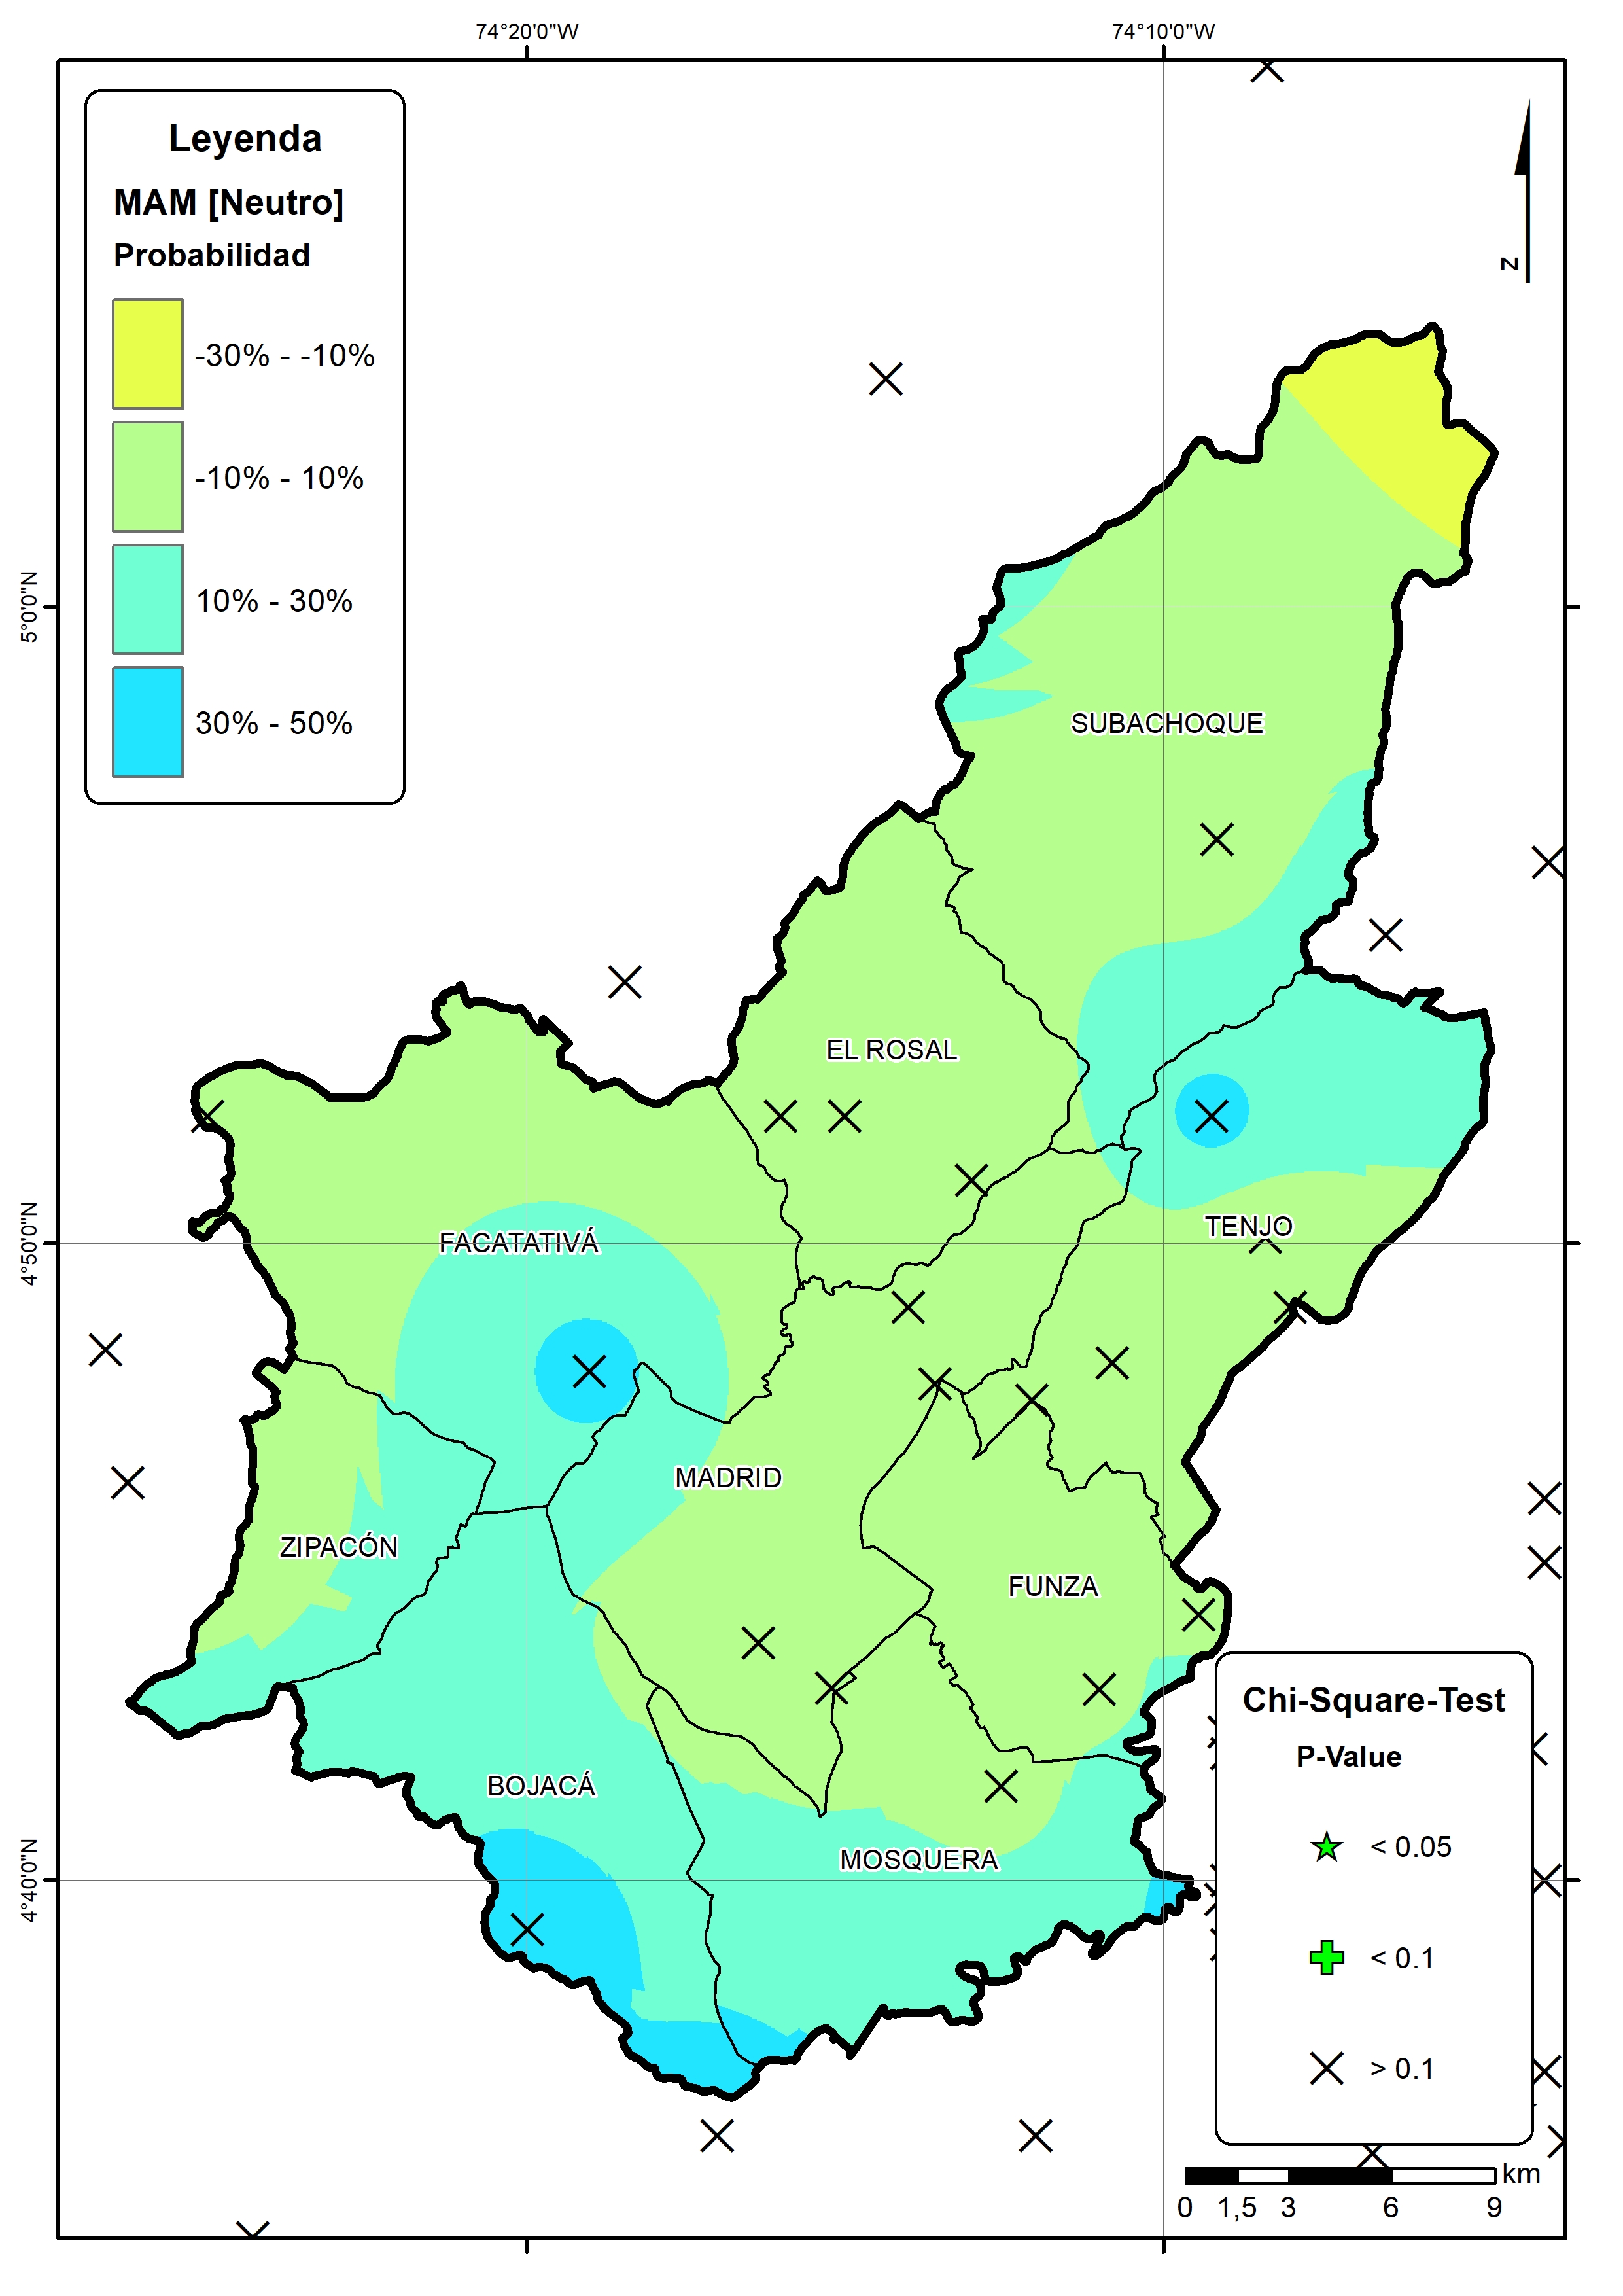 74°20'0"W
74°10'0"W
Leyenda
MAM [Neutro]
Probabilidad
-30% - -10%
-10% - 10%
10% - 30%
30% - 50%
N
5°0'0"N
4°50'0"N
4°40'0"N
SUBACHOQUE
EL ROSAL
TENJO
FACATATIVÁ
MADRID
ZIPACÓN
FUNZA
BOJACÁ
MOSQUERA
Chi-Square-Test
P-Value
< 0.05
< 0.1
> 0.1
km
0 1,5 3 6 9